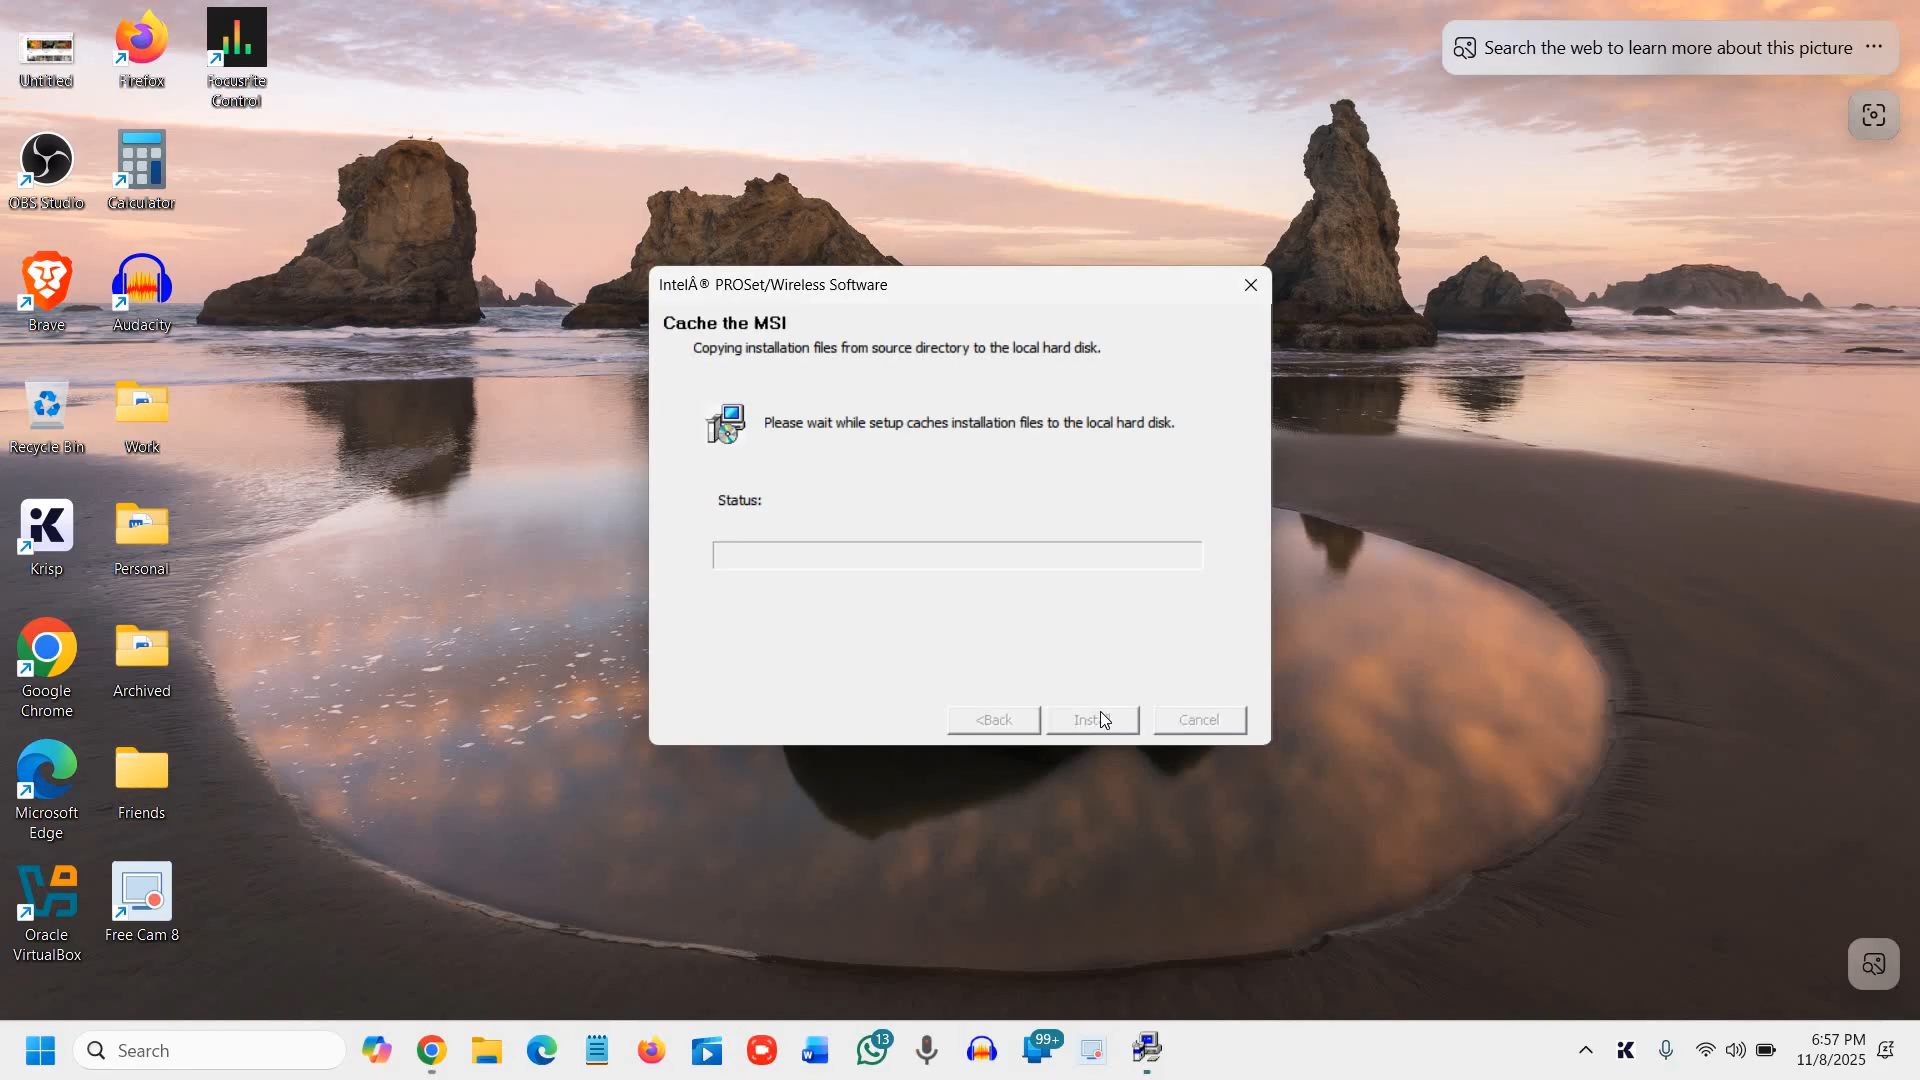 Untitled
Firefox
Focusrite
Control
OBS Studio
Calculator
Brave
Audacity
Recycle Bin
Work
Krisp
Personal
Google
Chrome
Archived
Microsoft
Edge
Friends
Oracle
VirtualBox
Free Cam 8
Search the web to learn more about this picture
IntelÂ® PROSet/Wireless Software
Cache the MSI
Copying installation files from source directory to the local hard disk.
Please wait while setup caches installation files to the local hard disk.
Status:
<Back
Install
Cancel
Search
13
99+
6:57 PM
11/8/2025